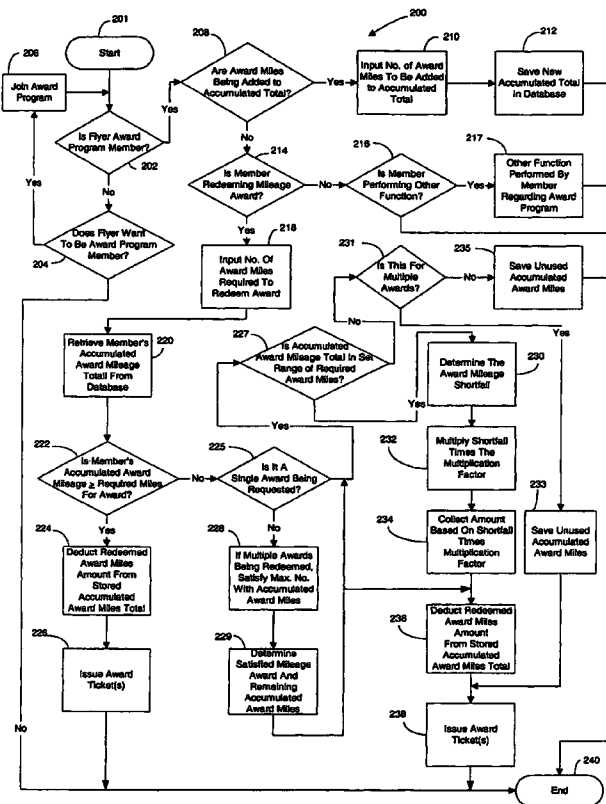 201
Start
206
Join Award
Program
Is Flyer Award
Program Member?
202
Yes
No
Yes
Does Flyer Want
To Be Award Program
Member?
204
208
Are Award Miles
Being Added to
Accumulated
Total?
Yes
No
200
210
Input No. of Award
Miles To Be Added
to Accumulated
Total
212
Save New
Accumulated Total
In Database
214
Is Member
Redeeming Mileage
Award?
No
Yes
216
Is Member
Performing Other
Function?
Yes
217
Other Function
Performed By
Member
Regarding Award
Program
218
Input No. Of
Award Miles
Required To
Redeem Award
231
Is This For
Multiple
Awards?
No
Yes
235
Save Unused
Accumulated
Award Miles
220
Retrieve Member's
Accumulated
Award Mileage
Total From
Database
227
Is Accumulated
Award Mileage Total In Set
Range of Required
Award Miles?
No
Yes
Yes
Determine The
Award Mileage
Shortfall
230
222
Is Member's
Accumulated Award
Mileage ≥ Required Miles
For Award?
No
Yes
225
Is It A
Single Award Being
Requested?
No
232
Multiply Shortfall
Times The
Multiplication
Factor
224
Deduct Redeemed
Award Miles
Amount From
Stored
Accumulated
Award Miles Total
228
If Multiple Awards
Being Redeemed,
Satisfy Max. No.
With Accumulated
Award Miles
234
Collect Amount
Based On Shortfall
Times
Multiplication
Factor
233
Save Unused
Accumulated
Award Miles
226
Issue Award
Ticket(s)
229
Determine
Satisfied Mileage
Award And
Remaining
Accumulated
Award Miles
236
Deduct Redeemed
Award Miles
Amount
From Stored
Accumulated
Award Miles Total
238
Issue Award
Ticket(s)
No
240
End